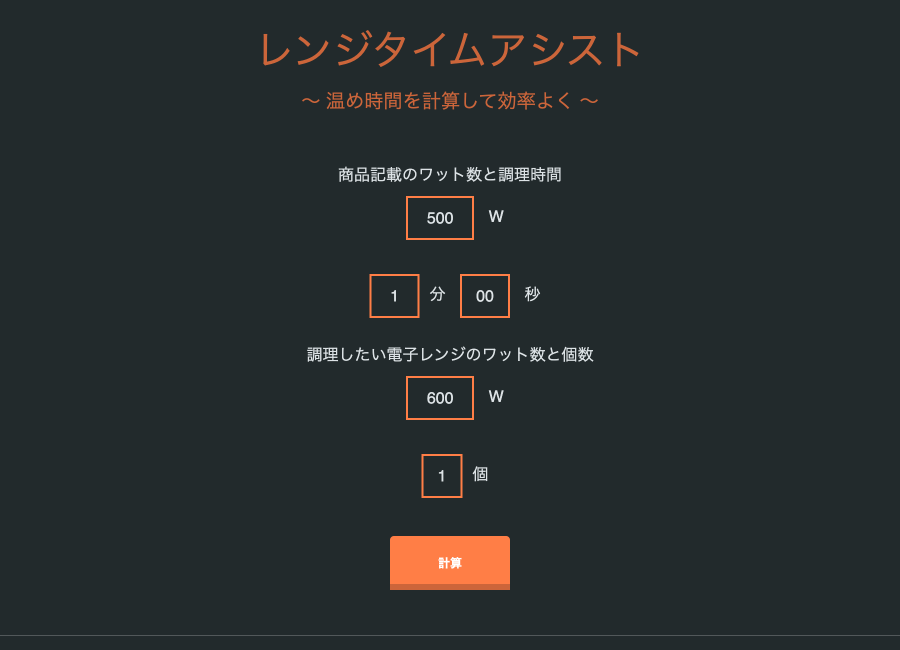 レンジタイムアシスト
〜 温め時間を計算して効率よく 〜
商品記載のワット数と調理時間
500 W
1 分 00 秒
調理したい電子レンジのワット数と個数
600 W
1 個
計算